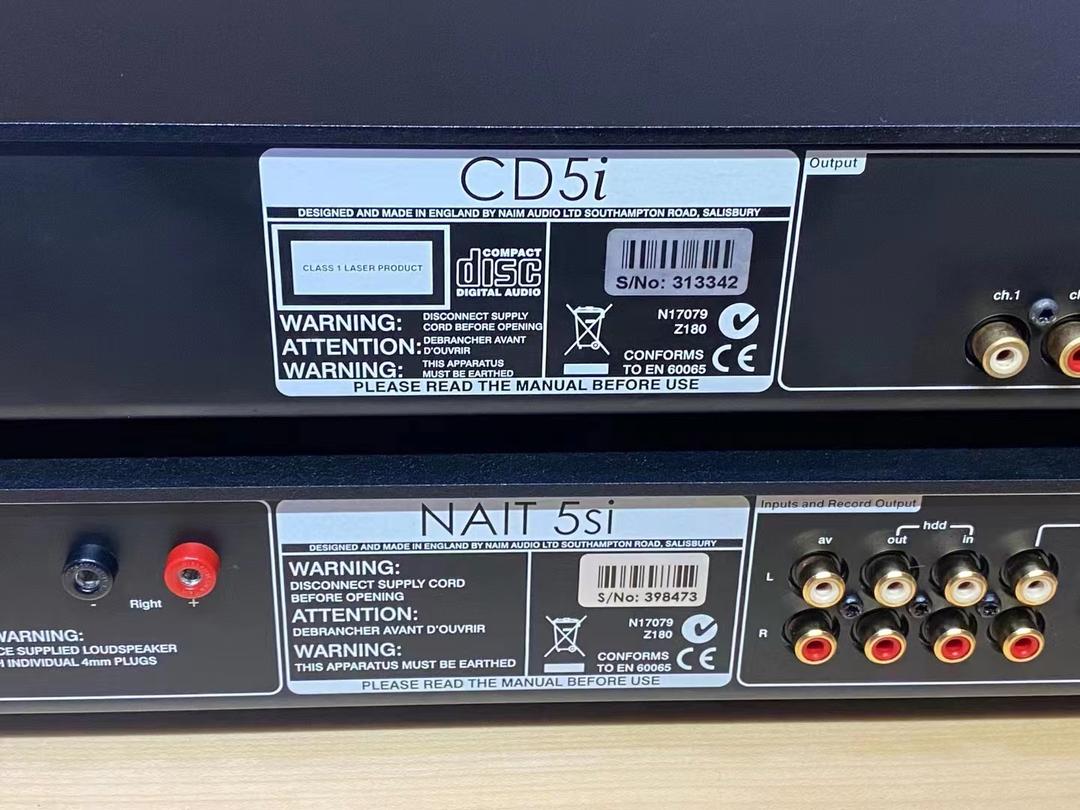 CD5i
DESIGNED AND MADE IN ENGLAND BY NAIM AUDIO LTD SOUTHAMPTON ROAD, SALISBURY
CLASS 1 LASER PRODUCT
COMPACT
disc
DIGITAL AUDIO
WARNING: DISCONNECT SUPPLY
CORD BEFORE OPENING
ATTENTION: DEBRANCHER AVANT
D'OUVRIR
WARNING: THIS APPARATUS
MUST BE EARTHED
S/No: 313342
N17079
Z180
CONFORMS
TO EN 60065
CE
PLEASE READ THE MANUAL BEFORE USE
Output
ch.1
Right
- +
WARNING:
SUPPLIED LOUDSPEAKER
INDIVIDUAL 4mm PLUGS
NAIT 5si
DESIGNED AND MADE IN ENGLAND BY NAIM AUDIO LTD SOUTHAMPTON ROAD, SALISBURY
WARNING:
DISCONNECT SUPPLY CORD
BEFORE OPENING
ATTENTION:
DEBRANCHER AVANT D'OUVRIR
WARNING:
THIS APPARATUS MUST BE EARTHED
S/No: 398473
N17079
Z180
CONFORMS
TO EN 60065
CE
PLEASE READ THE MANUAL BEFORE USE
Inputs and Record Output
hdd
av out in
L
R